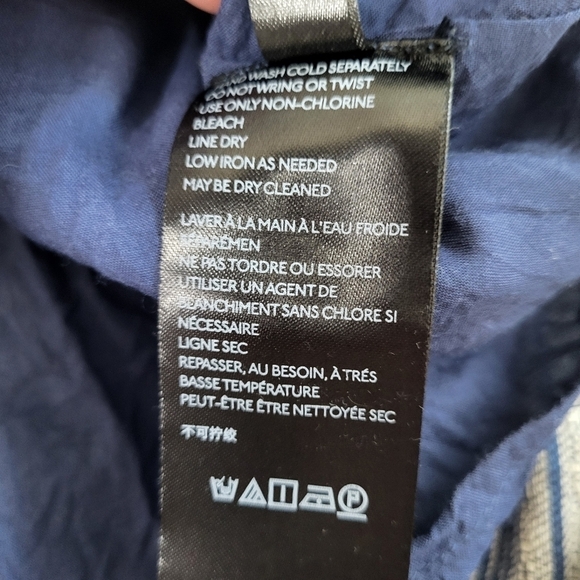 WASH COLD SEPARATELY
DO NOT WRING OR TWIST
USE ONLY NON-CHLORINE
BLEACH
LINE DRY
LOW IRON AS NEEDED
MAY BE DRY CLEANED
LAVER À LA MAIN À L'EAU FROIDE
SÉPARÉMEN
NE PAS TORDRE OU ESSORER
UTILISER UN AGENT DE
BLANCHIMENT SANS CHLORE SI
NÉCESSAIRE
LIGNE SEC
REPASSER, AU BESOIN, À TRÉS
BASSE TEMPÉRATURE
PEUT-ÊTRE ÊTRE NETTOYÉE SEC
不可拧绞
P